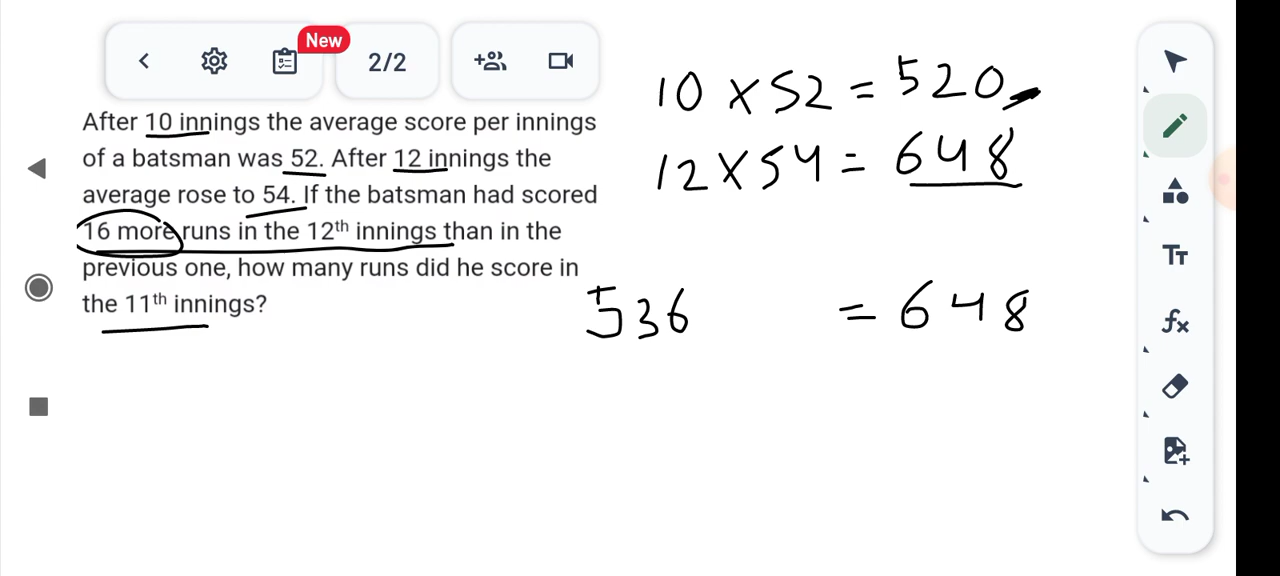 New
2/2
After 10 innings the average score per innings
of a batsman was 52. After 12 innings the
average rose to 54. If the batsman had scored
16 more runs in the 12th innings than in the
previous one, how many runs did he score in
the 11th innings?
10 × 52 = 520
12 × 54 = 648
536 = 648
Tт
fx